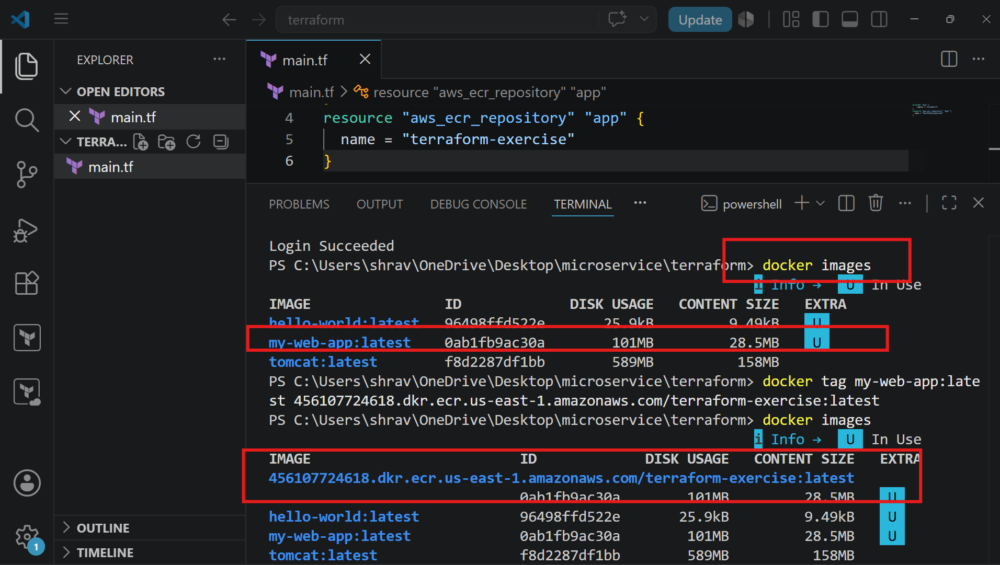 terraform
Update
EXPLORER
OPEN EDITORS
main.tf
TERRA...
main.tf
OUTLINE
TIMELINE
1
main.tf
main.tf > resource "aws_ecr_repository" "app"
4 resource "aws_ecr_repository" "app" {
5 name = "terraform-exercise"
6 }
PROBLEMS OUTPUT DEBUG CONSOLE TERMINAL powershell
Login Succeeded
PS C:\Users\shrav\OneDrive\Desktop\microservice\terraform> docker images
i Info → U In Use
IMAGE ID DISK USAGE CONTENT SIZE EXTRA
hello-world:latest 96498ffd522e 25.9kB 9.49kB U
my-web-app:latest 0ab1fb9ac30a 101MB 28.5MB U
tomcat:latest f8d2287df1bb 589MB 158MB
PS C:\Users\shrav\OneDrive\Desktop\microservice\terraform> docker tag my-web-app:late
st 456107724618.dkr.ecr.us-east-1.amazonaws.com/terraform-exercise:latest
PS C:\Users\shrav\OneDrive\Desktop\microservice\terraform> docker images
i Info → U In Use
IMAGE ID DISK USAGE CONTENT SIZE EXTRA
456107724618.dkr.ecr.us-east-1.amazonaws.com/terraform-exercise:latest
0ab1fb9ac30a 101MB 28.5MB U
hello-world:latest 96498ffd522e 25.9kB 9.49kB U
my-web-app:latest 0ab1fb9ac30a 101MB 28.5MB U
tomcat:latest f8d2287df1bb 589MB 158MB